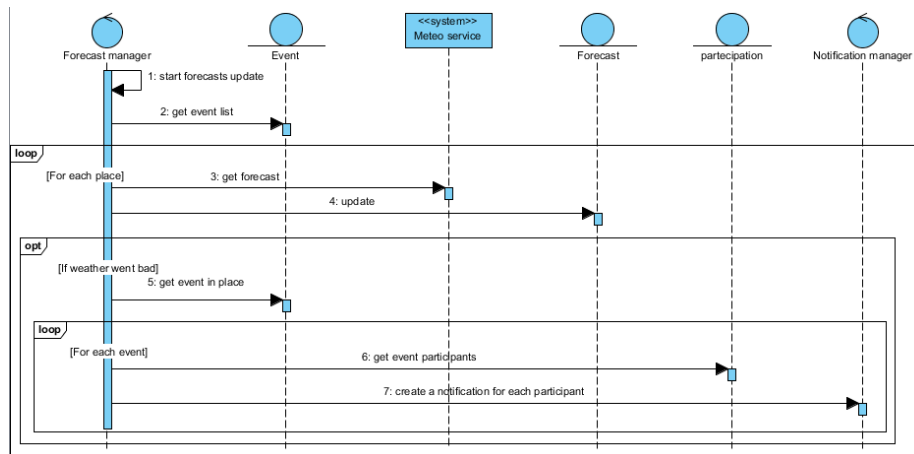 <<system>>
Meteo service
Forecast manager
Event
Forecast
partecipation
Notification manager
1: start forecasts update
2: get event list
loop
[For each place]
3: get forecast
4: update
opt
[If weather went bad]
5: get event in place
loop
[For each event]
6: get event participants
7: create a notification for each participant